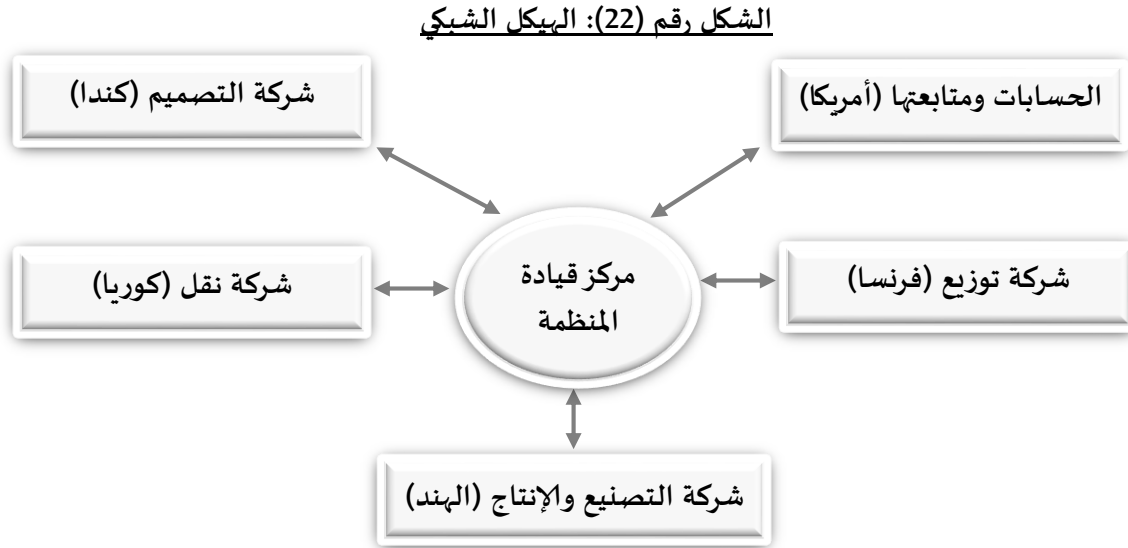 الشكل رقم (22): الهيكل الشبكي
الحسابات ومتابعتها (أمريكا)
شركة التصميم (كندا)
شركة توزيع (فرنسا)
مركز قيادة
المنظمة
شركة نقل (كوريا)
شركة التصنيع والإنتاج (الهند)